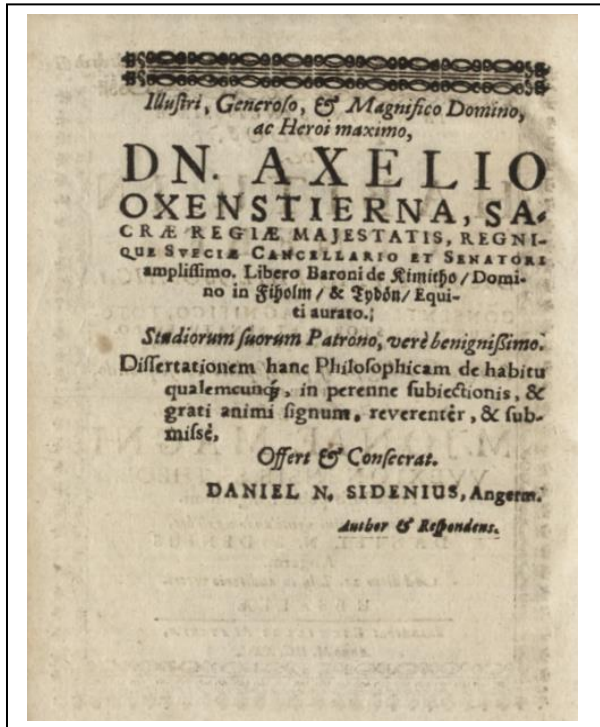 Illuſtri, Generoſo, & Magnifico Domino,
ac Heroi maximo,
DN. AXELIO
OXENSTIERNA, SA-
CRÆ REGIÆ MAJESTATIS, REGNI-
QUE SVECIÆ CANCELLARIO ET SENATORI
ampliſſimo. Libero Baroni de Kimitho / Domi-
no in Fiholm / & Tydön / Equi-
ti aurato.;
Studiorum ſuorum Patrono, verè benignißimo.
Diſſertationem hanc Philoſophicam de habitu
qualemcunq́;, in perenne ſubiectionis, &
grati animi ſignum, reverentèr, & ſub-
miſsè,
Offert & Conſecrat.
DANIEL N. SIDENIUS, Angerm.
Author & Reſpondens.